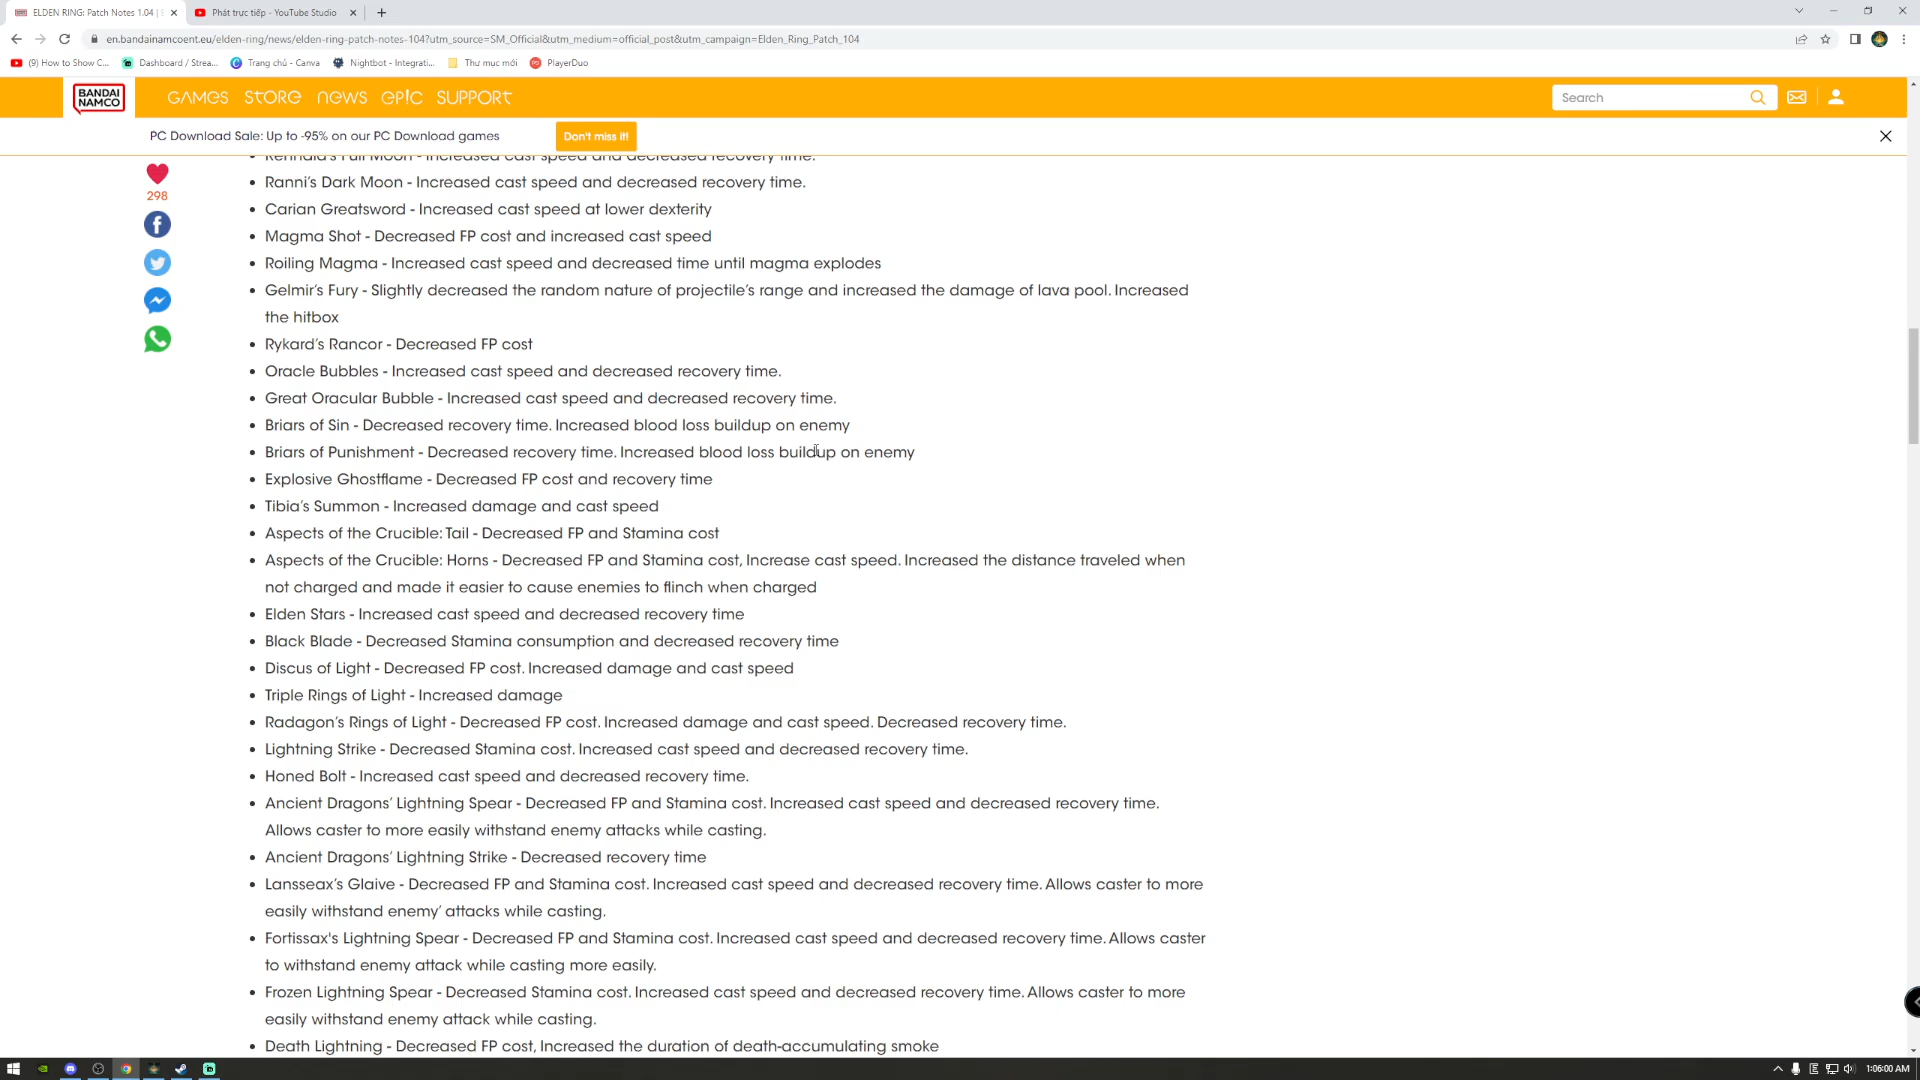 ELDEN RING: Patch Notes 1.04 |
Phát trực tiếp - YouTube Studio
en.bandainamcoent.eu/elden-ring/news/elden-ring-patch-notes-104?utm_source=SM_Official&utm_medium=official_post&utm_campaign=Elden_Ring_Patch_104
(9) How to Show C...
Dashboard / Strea...
Trang chủ - Canva
Nightbot - Integrati...
Thư mục mới
PlayerDuo
BANDAI
NAMCO
GAMES STORE NEWS EPIC SUPPORT
Search
PC Download Sale: Up to -95% on our PC Download games
Don't miss it!
298
Rennala's Full Moon - Increased cast speed and decreased recovery time.
Ranni's Dark Moon - Increased cast speed and decreased recovery time.
Carian Greatsword - Increased cast speed at lower dexterity
Magma Shot - Decreased FP cost and increased cast speed
Roiling Magma - Increased cast speed and decreased time until magma explodes
Gelmir's Fury - Slightly decreased the random nature of projectile's range and increased the damage of lava pool. Increased
the hitbox
Rykard's Rancor - Decreased FP cost
Oracle Bubbles - Increased cast speed and decreased recovery time.
Great Oracular Bubble - Increased cast speed and decreased recovery time.
Briars of Sin - Decreased recovery time. Increased blood loss buildup on enemy
Briars of Punishment - Decreased recovery time. Increased blood loss buildup on enemy
Explosive Ghostflame - Decreased FP cost and recovery time
Tibia's Summon - Increased damage and cast speed
Aspects of the Crucible: Tail - Decreased FP and Stamina cost
Aspects of the Crucible: Horns - Decreased FP and Stamina cost, Increase cast speed. Increased the distance traveled when
not charged and made it easier to cause enemies to flinch when charged
Elden Stars - Increased cast speed and decreased recovery time
Black Blade - Decreased Stamina consumption and decreased recovery time
Discus of Light - Decreased FP cost. Increased damage and cast speed
Triple Rings of Light - Increased damage
Radagon's Rings of Light - Decreased FP cost. Increased damage and cast speed. Decreased recovery time.
Lightning Strike - Decreased Stamina cost. Increased cast speed and decreased recovery time.
Honed Bolt - Increased cast speed and decreased recovery time.
Ancient Dragons' Lightning Spear - Decreased FP and Stamina cost. Increased cast speed and decreased recovery time.
Allows caster to more easily withstand enemy attacks while casting.
Ancient Dragons' Lightning Strike - Decreased recovery time
Lansseax's Glaive - Decreased FP and Stamina cost. Increased cast speed and decreased recovery time. Allows caster to more
easily withstand enemy' attacks while casting.
Fortissax's Lightning Spear - Decreased FP and Stamina cost. Increased cast speed and decreased recovery time. Allows caster
to withstand enemy attack while casting more easily.
Frozen Lightning Spear - Decreased Stamina cost. Increased cast speed and decreased recovery time. Allows caster to more
easily withstand enemy attack while casting.
Death Lightning - Decreased FP cost, Increased the duration of death-accumulating smoke
1:06:00 AM